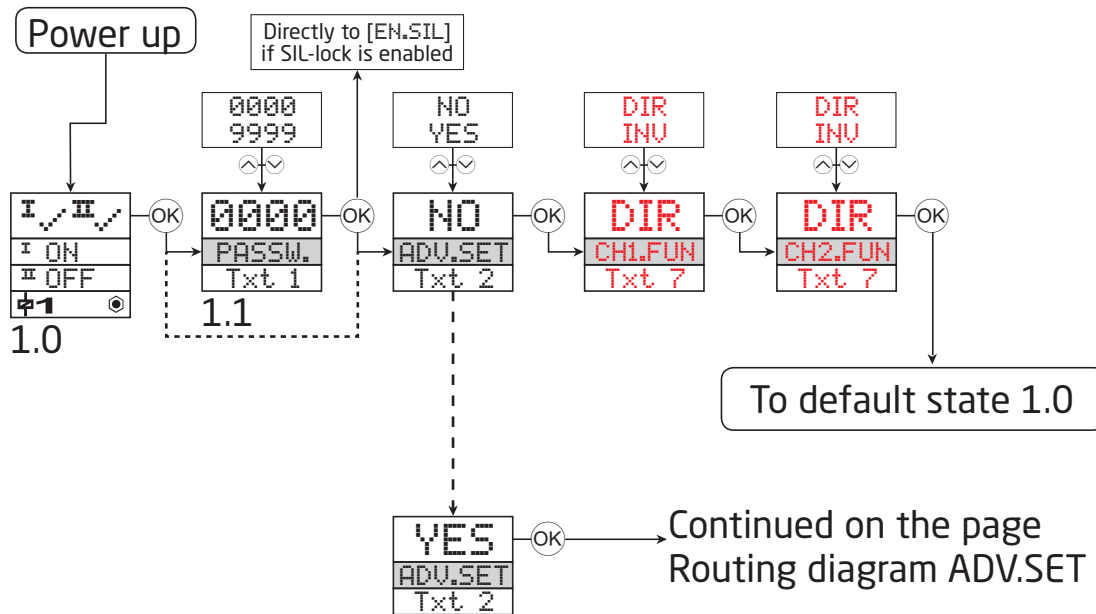 Power up
Directly to [EN.SIL]
if SIL-lock is enabled
0000
9999
NO
YES
DIR
INV
DIR
INV
I II
I ON
II OFF
1
1.0
OK
0000
PASSW.
Txt 1
1.1
OK
NO
ADV.SET
Txt 2
OK
DIR
CH1.FUN
Txt 7
OK
DIR
CH2.FUN
Txt 7
OK
To default state 1.0
YES
ADV.SET
Txt 2
OK
Continued on the page
Routing diagram ADV.SET